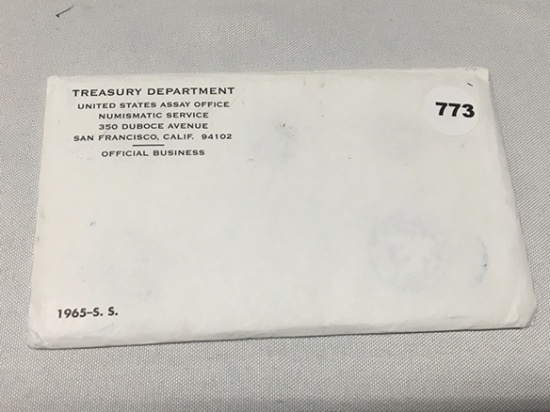 TREASURY DEPARTMENT
UNITED STATES ASSAY OFFICE
NUMISMATIC SERVICE
350 DUBOCE AVENUE
SAN FRANCISCO, CALIF. 94102
OFFICIAL BUSINESS
773
1965-S. S.